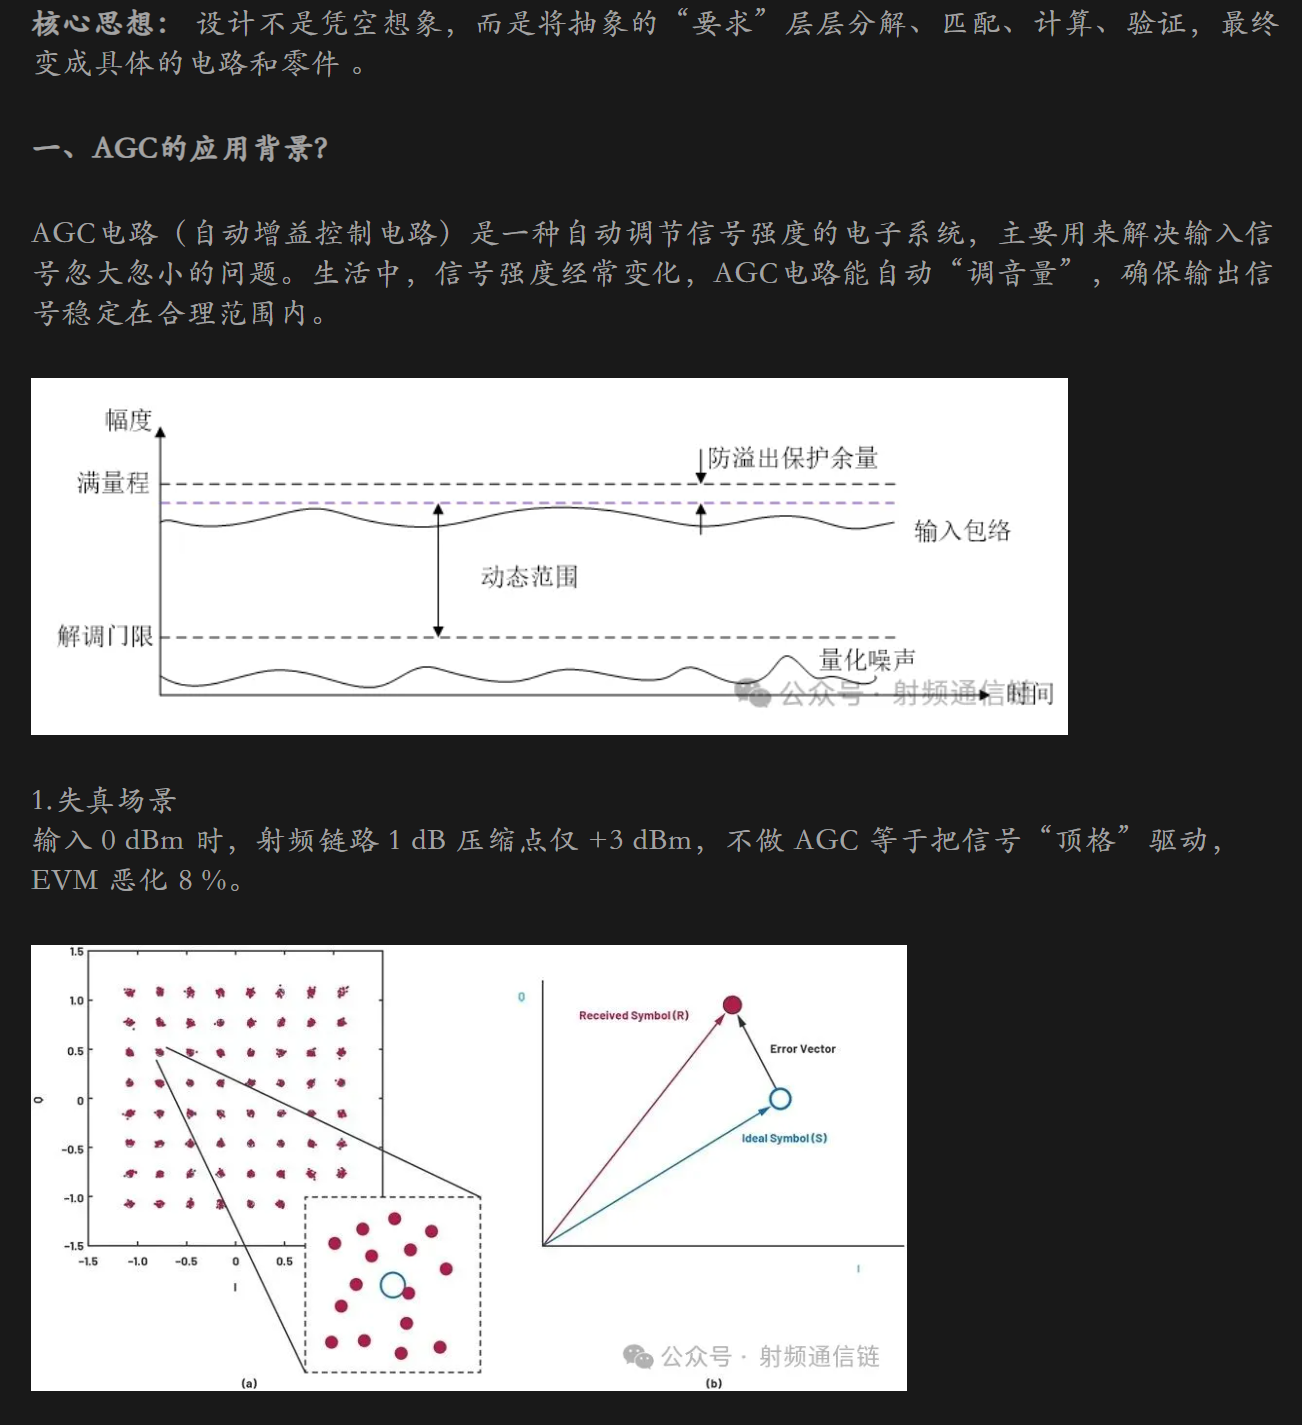 核心思想： 设计不是凭空想象，而是将抽象的“要求”层层分解、匹配、计算、验证，最终
变成具体的电路和零件 。
一、AGC的应用背景？
AGC电路（自动增益控制电路）是一种自动调节信号强度的电子系统，主要用来解决输入信
号忽大忽小的问题。生活中，信号强度经常变化，AGC电路能自动“调音量”，确保输出信
号稳定在合理范围内。
幅度
防溢出保护余量
满量程
输入包络
动态范围
解调门限
量化噪声
公众号 · 射频通信链
时间
1.失真场景
输入 0 dBm 时，射频链路 1 dB 压缩点仅 +3 dBm，不做 AGC 等于把信号“顶格”驱动，
EVM 恶化 8 %。
1.5
1.0
0.5
0
-0.5
-1.0
-1.5
Q
-1.5 -1.0 -0.5 0 0.5
I
(a)
Q
Received Symbol (R)
Error Vector
Ideal Symbol (S)
I
公众号 · 射频通信链
(b)